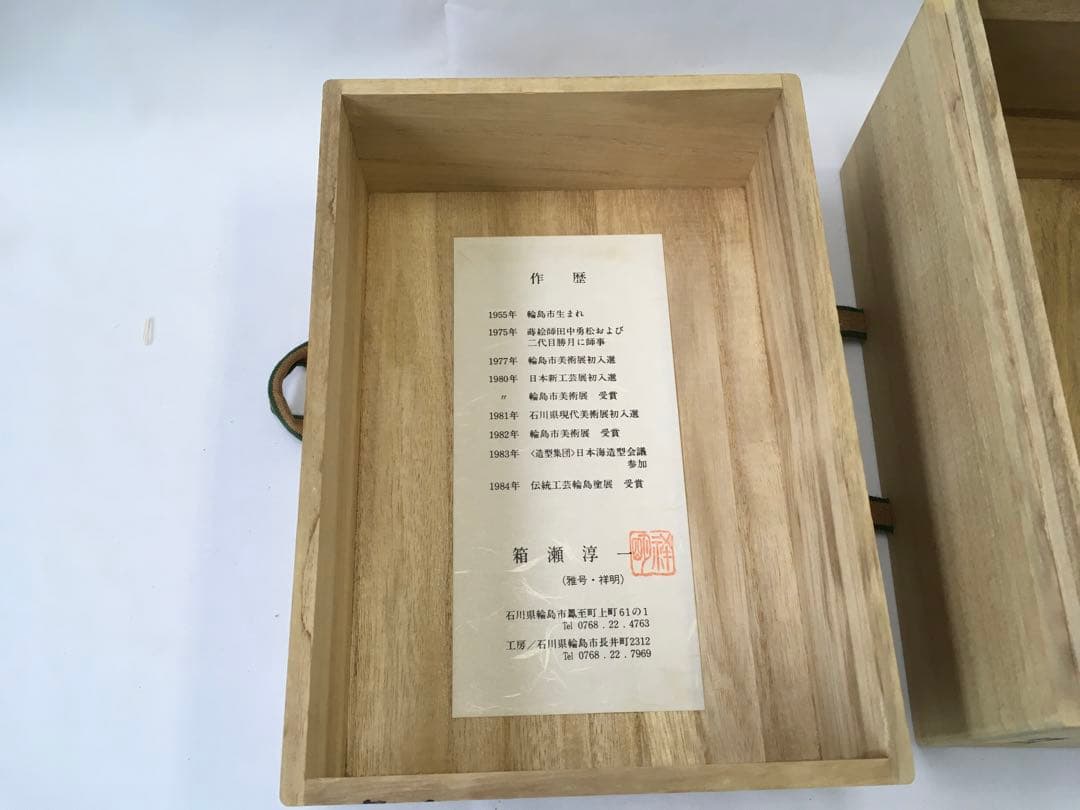 作 歴
1955年 輪島市生まれ
1975年 蒔絵師田中勇松および
二代目勝月に師事
1977年 輪島市美術展初入選
1980年 日本新工芸展初入選
〃 輪島市美術展 受賞
1981年 石川県現代美術展初入選
1982年 輪島市美術展 受賞
1983年 〈造型集団〉日本海造型会議
参加
1984年 伝統工芸輪島塗展 受賞
箱瀬淳一
祥明
(雅号・祥明)
石川県輪島市鳳至町上町61の1
Tel 0768.22.4763
工房/石川県輪島市長井町2312
Tel 0768.22.7969